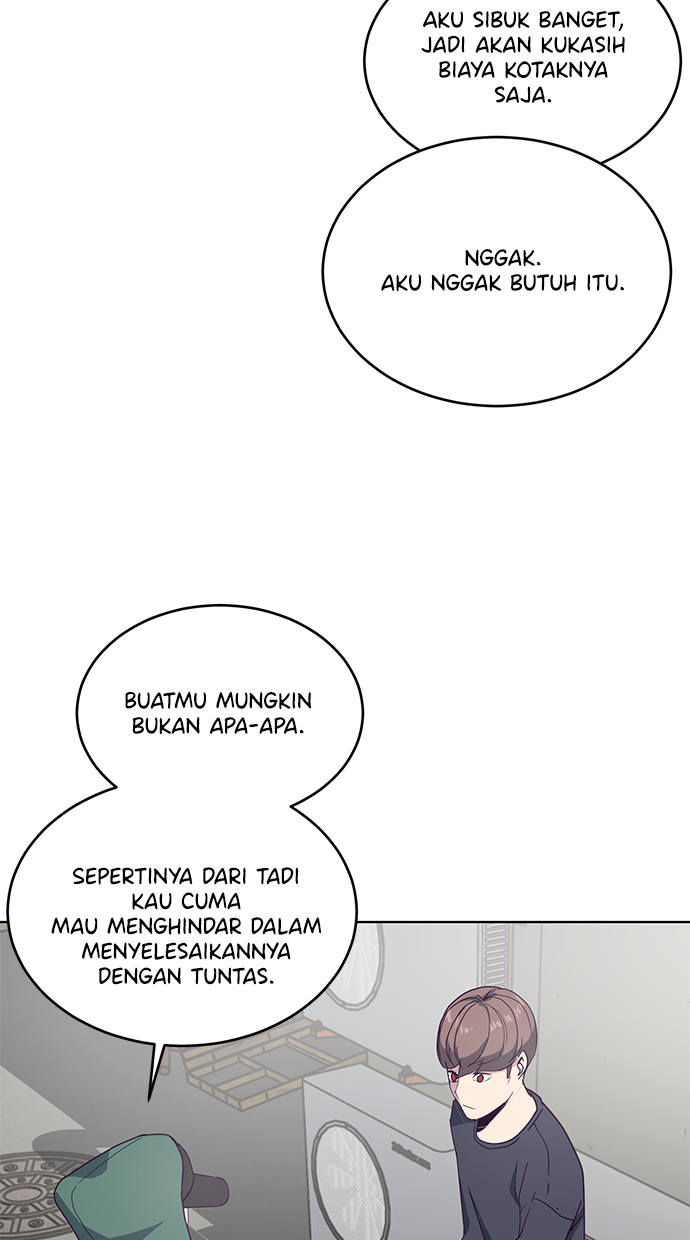 AKU SIBUK BANGET,
JADI AKAN KUKASIH
BIAYA KOTAKNYA
SAJA.
NGGAK.
AKU NGGAK BUTUH ITU.
BUATMU MUNGKIN
BUKAN APA-APA.
SEPERTINYA DARI TADI
KAU CUMA
MAU MENGHINDAR DALAM
MENYELESAIKANNYA
DENGAN TUNTAS.